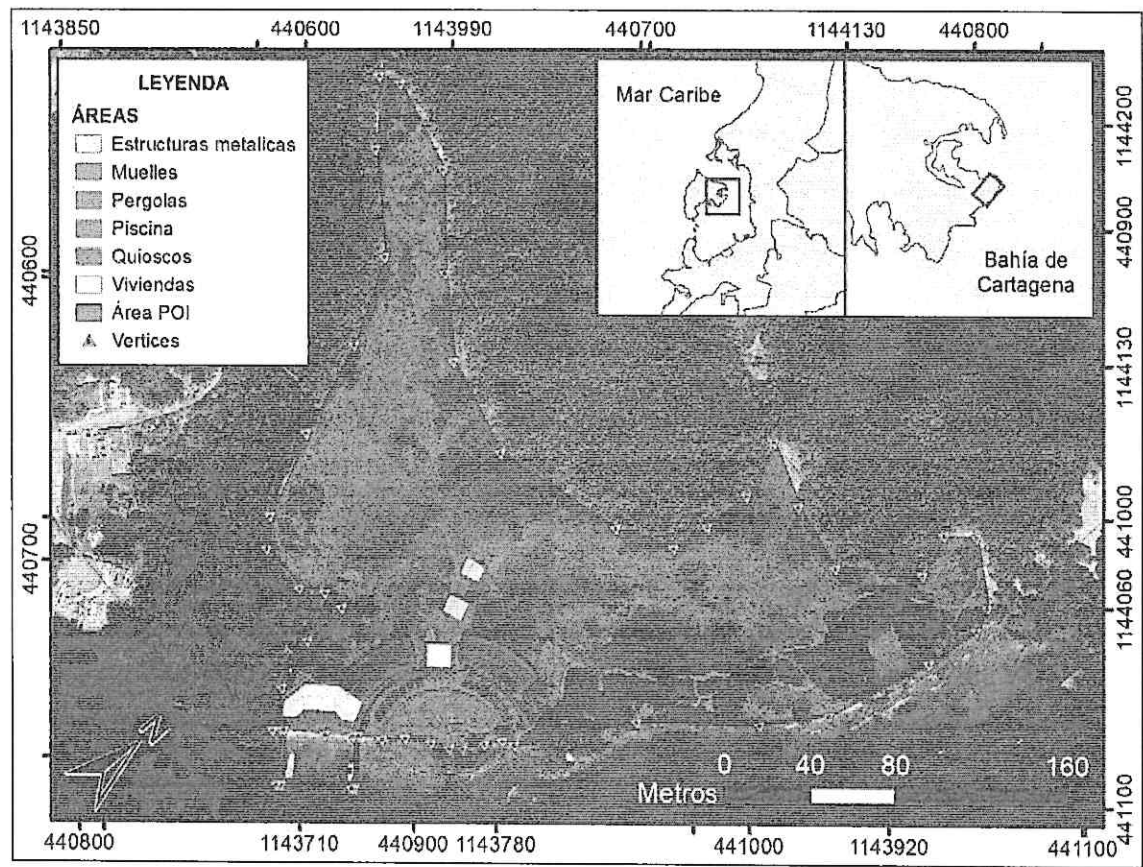 1143850 440600 1143990 440700 1144130 440800
LEYENDA
ÁREAS
Estructuras metalicas
Muelles
Pergolas
Piscina
Quioscos
Viviendas
Área POI
Vertices
Mar Caribe
Bahía de
Cartagena
440600
440700
1144200
440900
1144130
441000
1144060
441100
N
0 40 80 160
Metros
440800 1143710 440900 1143780 441000 1143920 441100